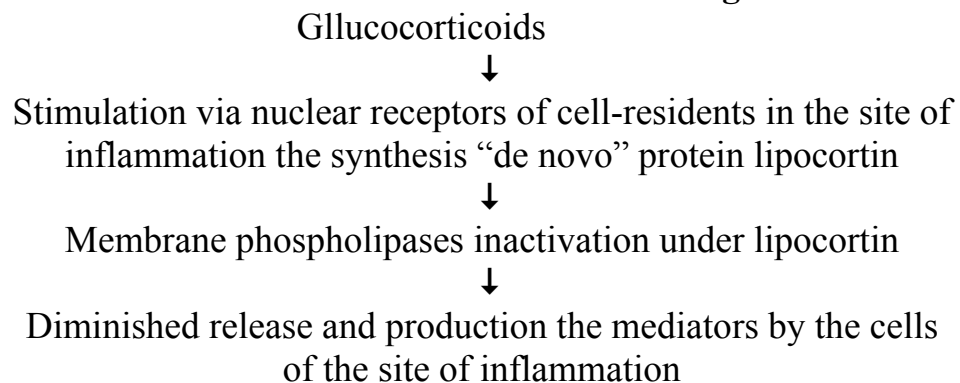 Gllucocorticoids
↓
Stimulation via nuclear receptors of cell-residents in the site of
inflammation the synthesis “de novo” protein lipocortin
↓
Membrane phospholipases inactivation under lipocortin
↓
Diminished release and production the mediators by the cells
of the site of inflammation